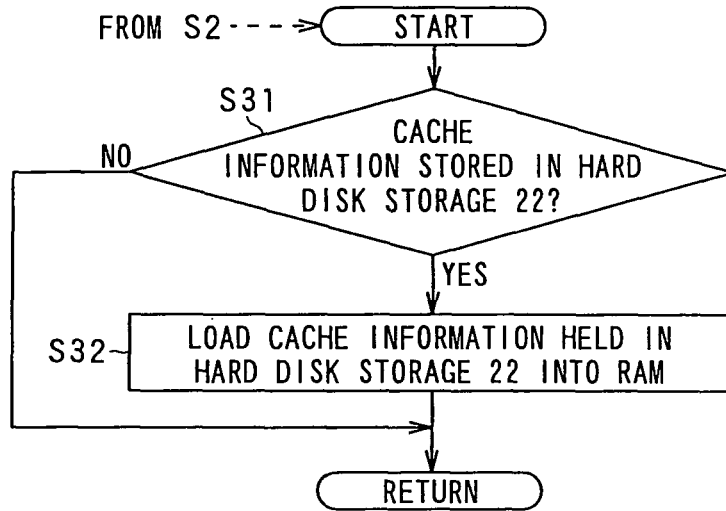 FROM S2
START
S31
CACHE
INFORMATION STORED IN HARD
DISK STORAGE 22?
NO
YES
S32
LOAD CACHE INFORMATION HELD IN
HARD DISK STORAGE 22 INTO RAM
RETURN